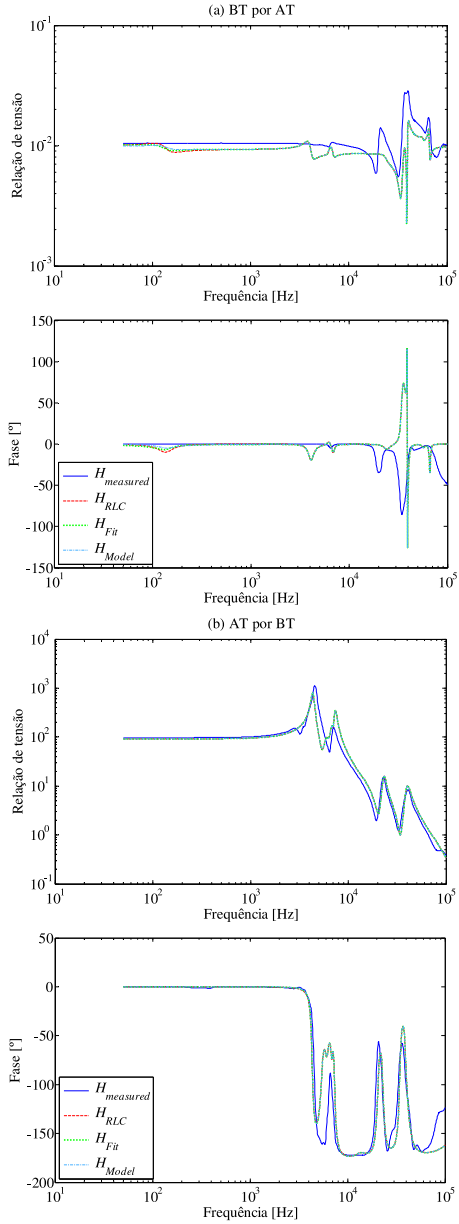 (a) BT por AT
10^-1
10^-2
10^-3
Relação de tensão
10^1 10^2 10^3 10^4 10^5
Frequência [Hz]
150
100
50
0
-50
-100
-150
Fase [º]
H_measured
H_RLC
H_Fit
H_Model
10^1 10^2 10^3 10^4 10^5
Frequência [Hz]
(b) AT por BT
10^4
10^3
10^2
10^1
10^0
10^-1
Relação de tensão
10^1 10^2 10^3 10^4 10^5
Frequência [Hz]
50
0
-50
-100
-150
-200
Fase [º]
H_measured
H_RLC
H_Fit
H_Model
10^1 10^2 10^3 10^4 10^5
Frequência [Hz]